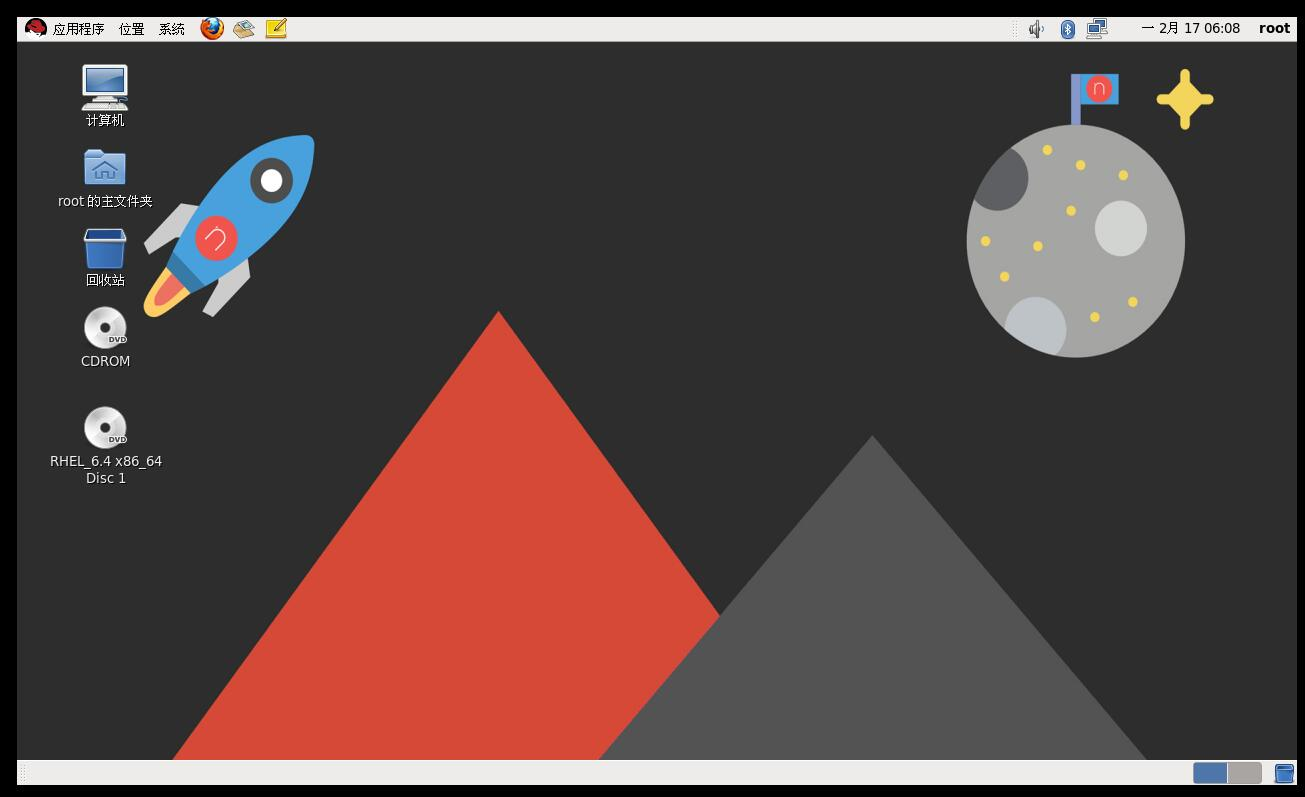 应用程序 位置 系统
一 2月 17 06:08 root
计算机
root 的主文件夹
回收站
DVD
CDROM
DVD
RHEL_6.4 x86_64
Disc 1
n
n